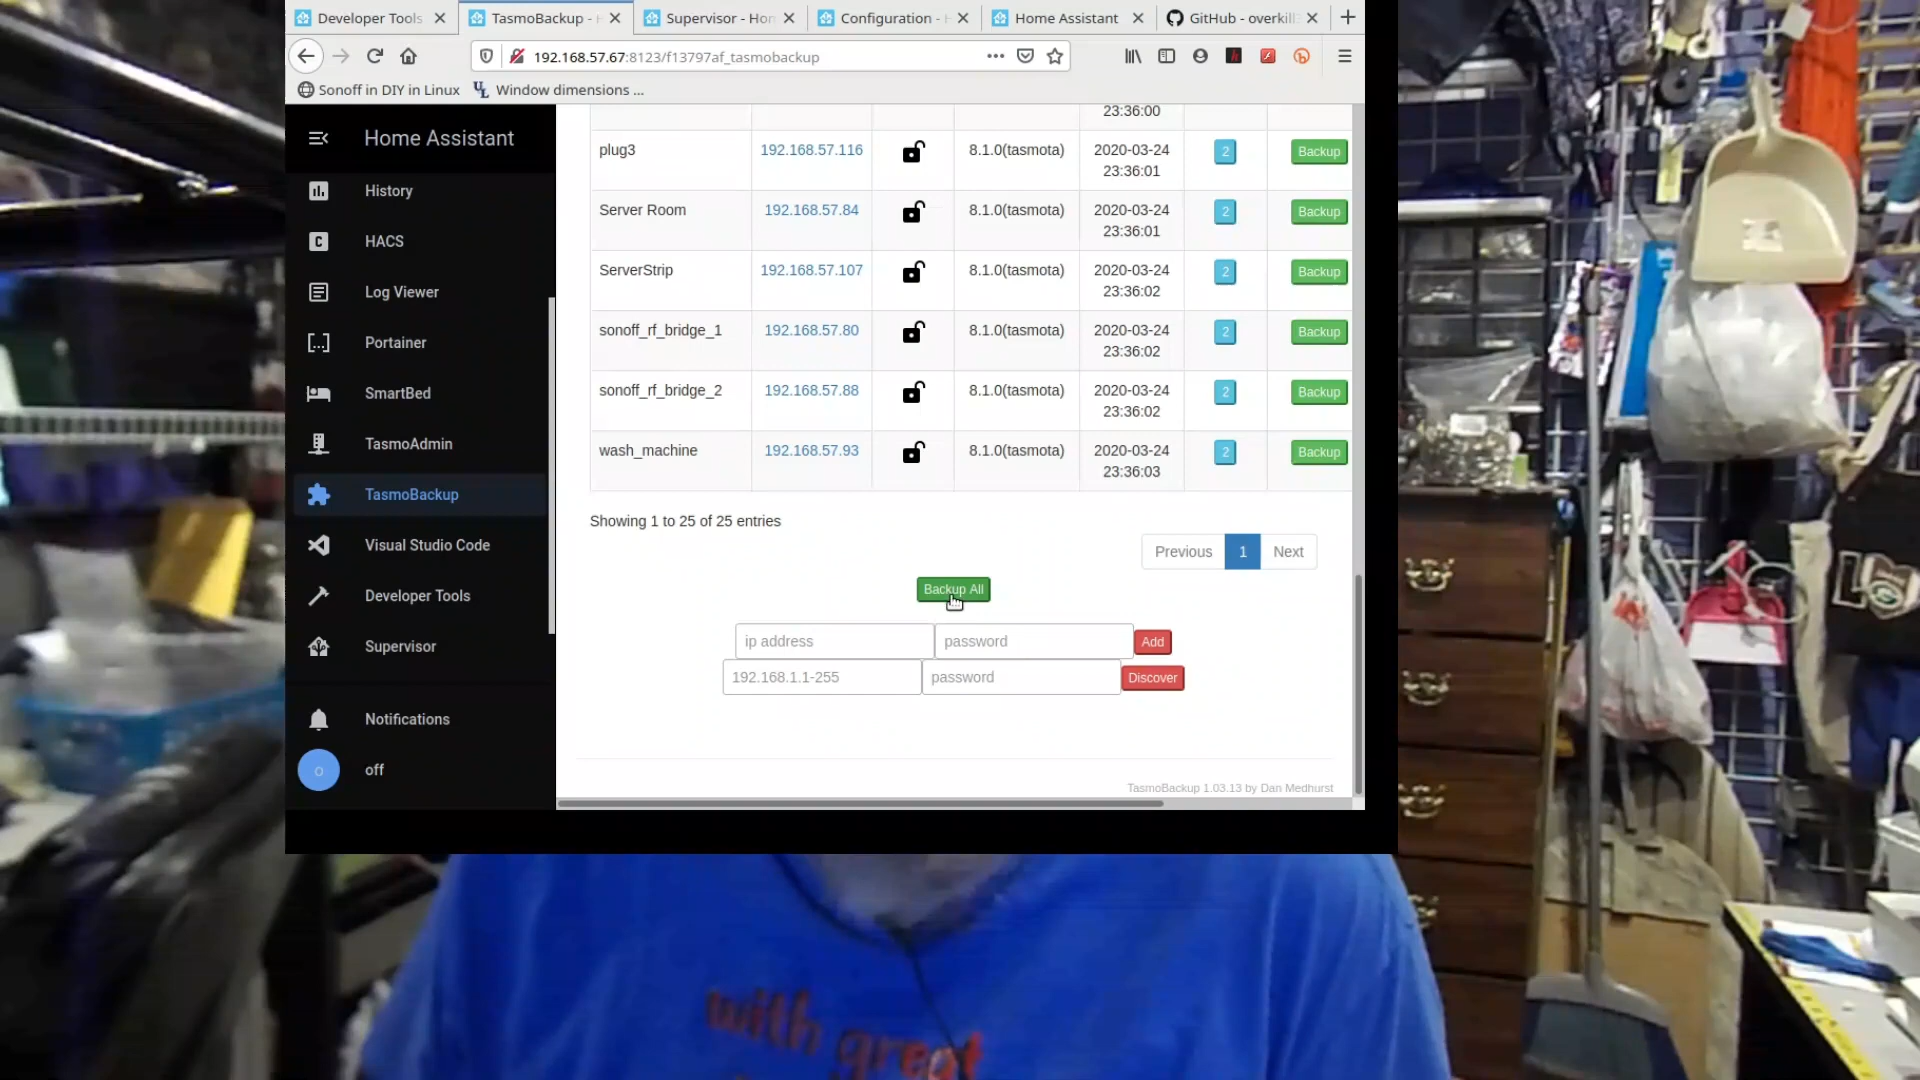 Developer Tools
TasmoBackup -
Supervisor - Hon
Configuration -
Home Assistant
GitHub - overkill
192.168.57.67:8123/f13797af_tasmobackup
Sonoff in DIY in Linux
Window dimensions ...
Home Assistant
History
HACS
Log Viewer
Portainer
SmartBed
TasmoAdmin
TasmoBackup
Visual Studio Code
Developer Tools
Supervisor
Notifications
o off
23:36:00
plug3 192.168.57.116 8.1.0(tasmota) 2020-03-24 23:36:01 2 Backup
Server Room 192.168.57.84 8.1.0(tasmota) 2020-03-24 23:36:01 2 Backup
ServerStrip 192.168.57.107 8.1.0(tasmota) 2020-03-24 23:36:02 2 Backup
sonoff_rf_bridge_1 192.168.57.80 8.1.0(tasmota) 2020-03-24 23:36:02 2 Backup
sonoff_rf_bridge_2 192.168.57.88 8.1.0(tasmota) 2020-03-24 23:36:02 2 Backup
wash_machine 192.168.57.93 8.1.0(tasmota) 2020-03-24 23:36:03 2 Backup
Showing 1 to 25 of 25 entries
Previous 1 Next
Backup All
ip address password Add
192.168.1.1-255 password Discover
TasmoBackup 1.03.13 by Dan Medhurst
with great